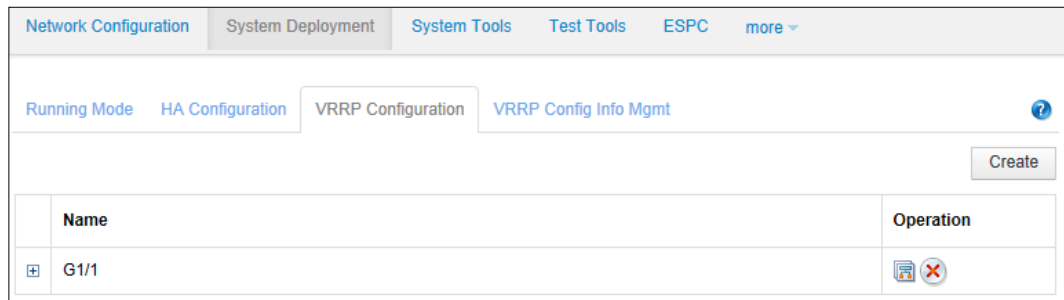 Network Configuration System Deployment System Tools Test Tools ESPC more
Running Mode HA Configuration VRRP Configuration VRRP Config Info Mgmt ?
Create
Name Operation
G1/1